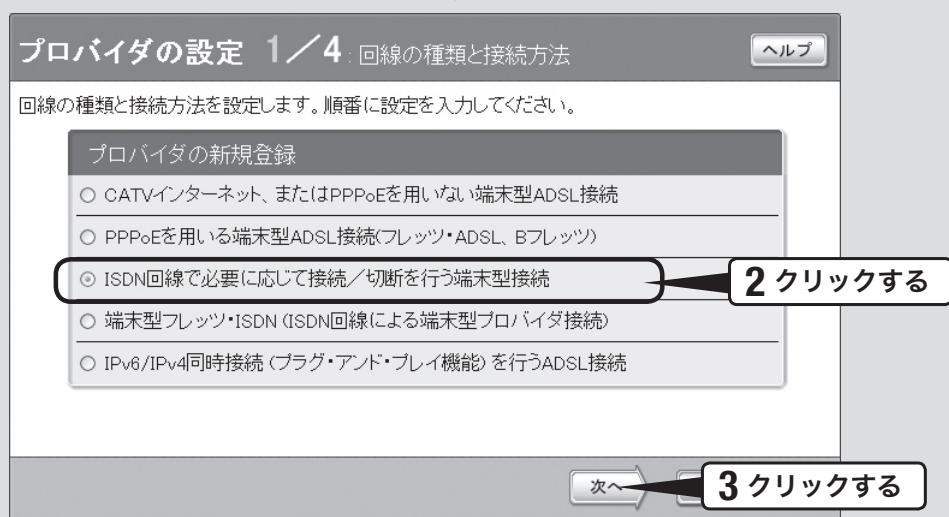 プロバイダの設定 1／4：回線の種類と接続方法
ヘルプ
回線の種類と接続方法を設定します。順番に設定を入力してください。
プロバイダの新規登録
CATVインターネット、またはPPPoEを用いない端末型ADSL接続
PPPoEを用いる端末型ADSL接続(フレッツ・ADSL、Bフレッツ)
ISDN回線で必要に応じて接続／切断を行う端末型接続
2 クリックする
端末型フレッツ・ISDN (ISDN回線による端末型プロバイダ接続)
IPv6/IPv4同時接続 (プラグ・アンド・プレイ機能) を行うADSL接続
次へ
3 クリックする